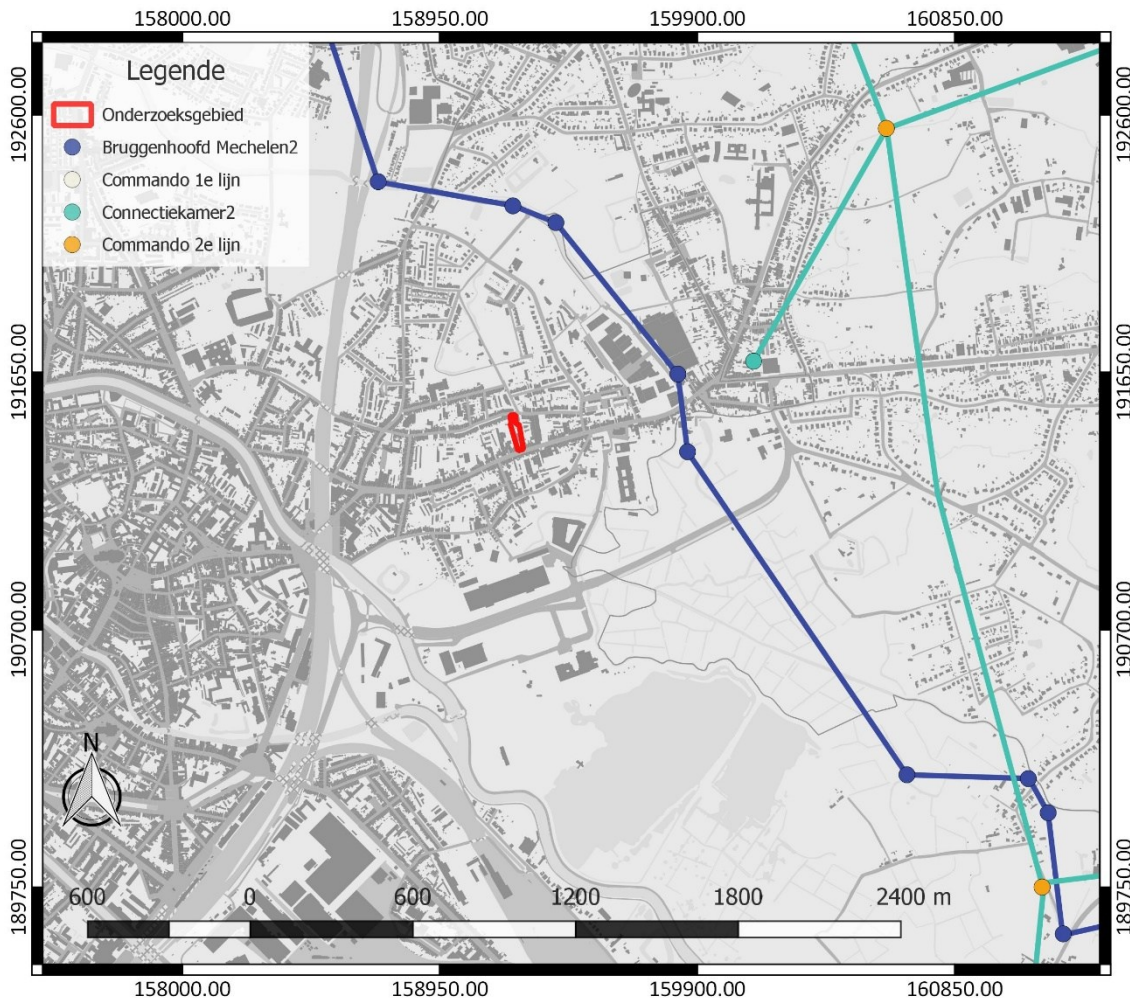 158000.00 158950.00 159900.00 160850.00
Legende
Onderzoeksgebied
Bruggenhoofd Mechelen2
Commando 1e lijn
Connectiekamer2
Commando 2e lijn
192600.00
191650.00
190700.00
189750.00
192600.00
191650.00
190700.00
189750.00
N
600 0 600 1200 1800 2400 m
158000.00 158950.00 159900.00 160850.00